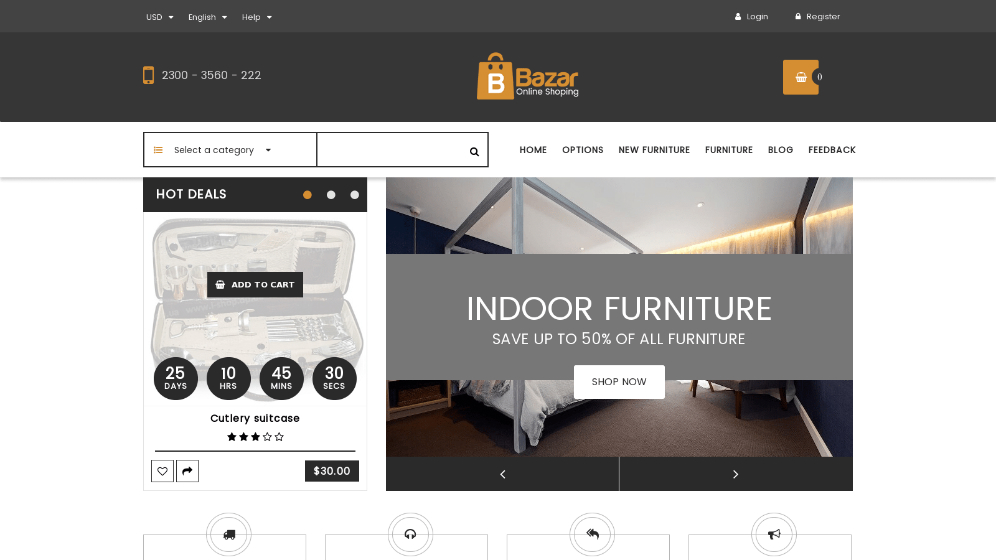 USD English Help Login Register
2300 - 3560 - 222
B Bazar
Online Shoping
0
Select a category
HOME OPTIONS NEW FURNITURE FURNITURE BLOG FEEDBACK
HOT DEALS
ADD TO CART
25 10 45 30
DAYS HRS MINS SECS
Cutlery suitcase
$30.00
INDOOR FURNITURE
SAVE UP TO 50% OF ALL FURNITURE
SHOP NOW